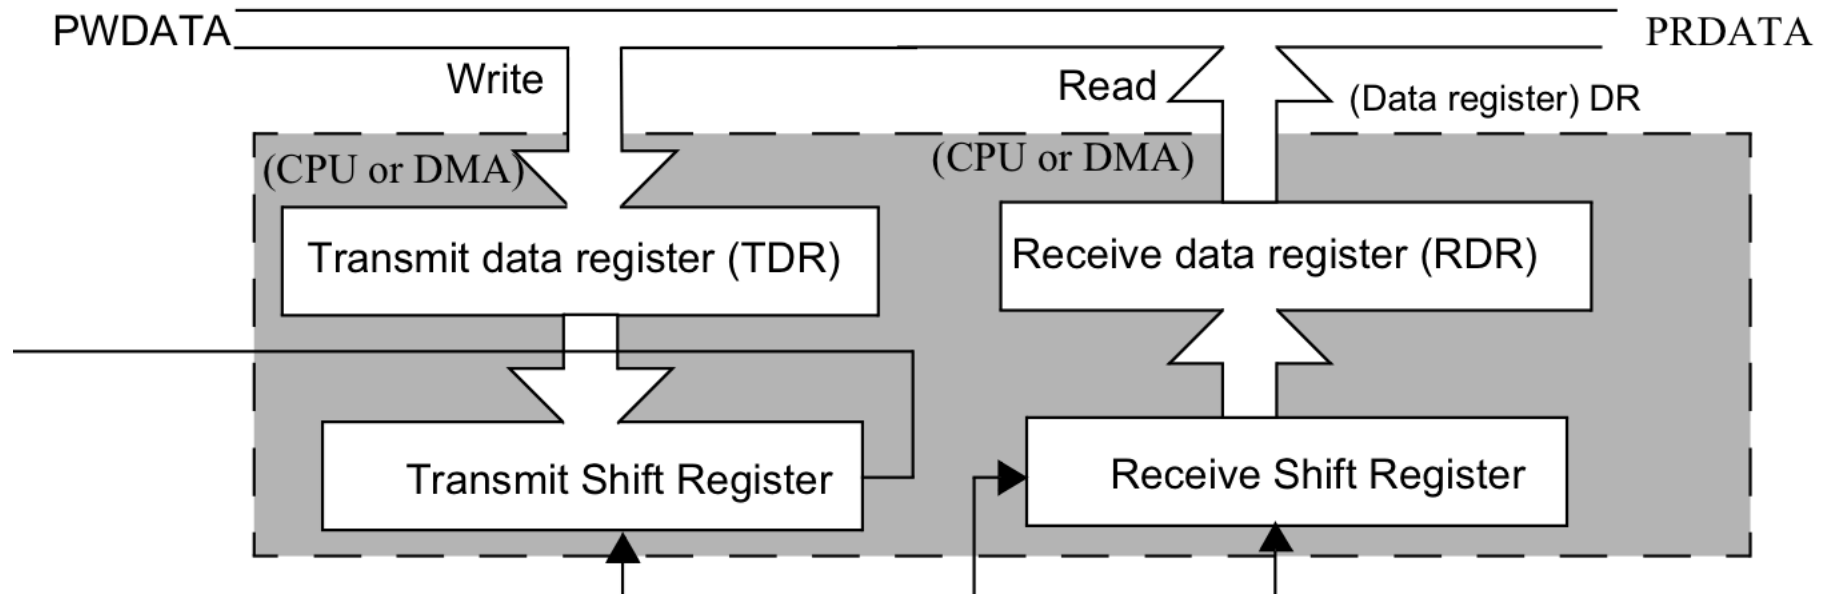 PWDATA
PRDATA
Write
Read
(Data register) DR
(CPU or DMA)
(CPU or DMA)
Transmit data register (TDR)
Receive data register (RDR)
Transmit Shift Register
Receive Shift Register